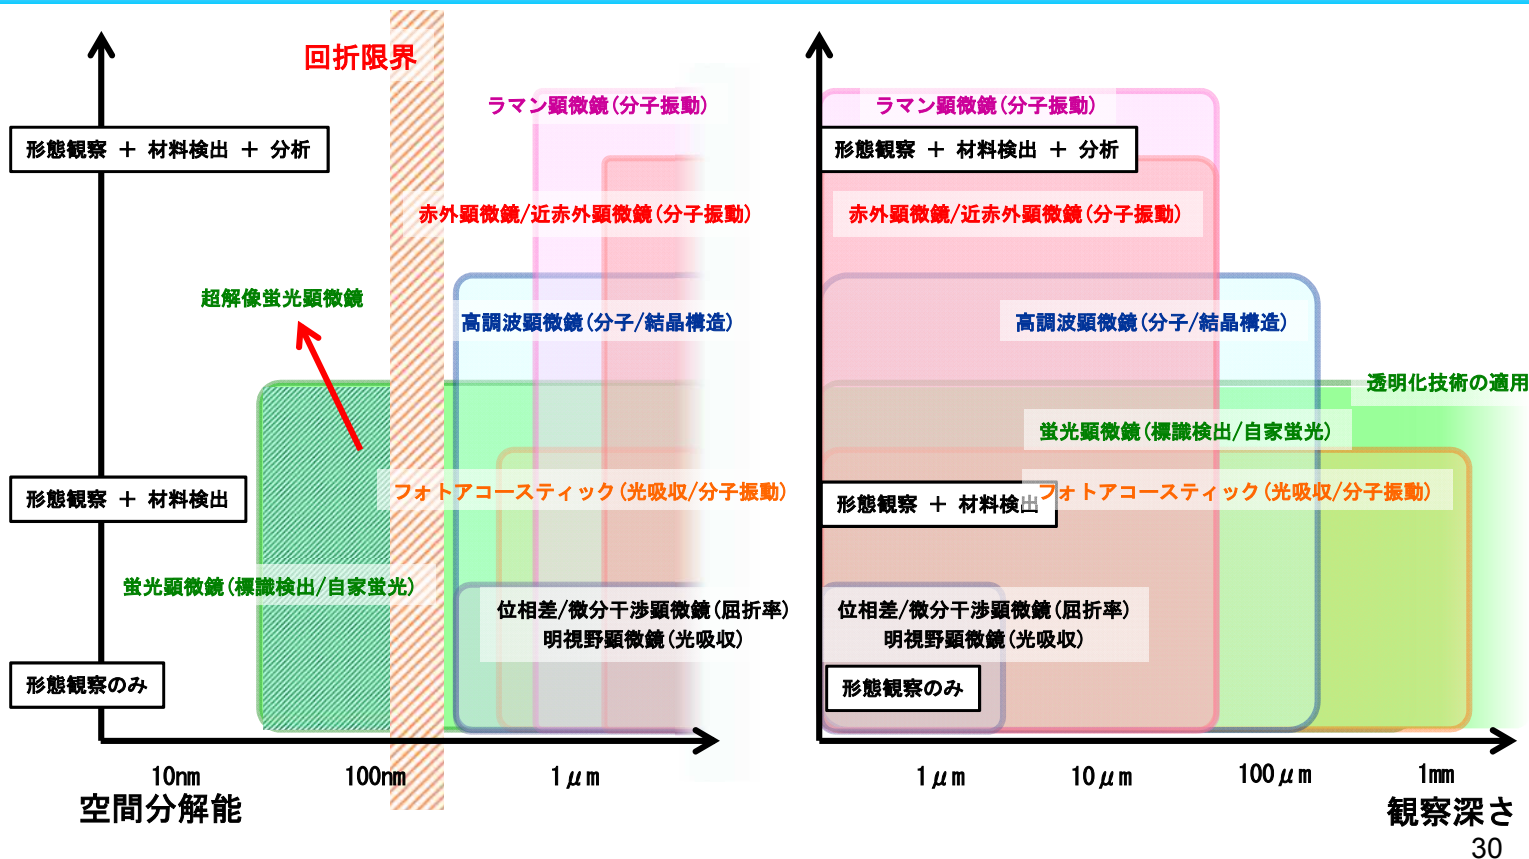 回折限界
ラマン顕微鏡(分子振動)
形態観察 ＋ 材料検出 ＋ 分析
赤外顕微鏡/近赤外顕微鏡(分子振動)
超解像蛍光顕微鏡
高調波顕微鏡(分子/結晶構造)
フォトアコースティック(光吸収/分子振動)
形態観察 ＋ 材料検出
蛍光顕微鏡(標識検出/自家蛍光)
位相差/微分干渉顕微鏡(屈折率)
明視野顕微鏡(光吸収)
形態観察のみ
10nm
100nm
1μm
空間分解能
ラマン顕微鏡(分子振動)
形態観察 ＋ 材料検出 ＋ 分析
赤外顕微鏡/近赤外顕微鏡(分子振動)
高調波顕微鏡(分子/結晶構造)
透明化技術の適用
蛍光顕微鏡(標識検出/自家蛍光)
フォトアコースティック(光吸収/分子振動)
形態観察 ＋ 材料検出
位相差/微分干渉顕微鏡(屈折率)
明視野顕微鏡(光吸収)
形態観察のみ
1μm
10μm
100μm
1mm
観察深さ
30